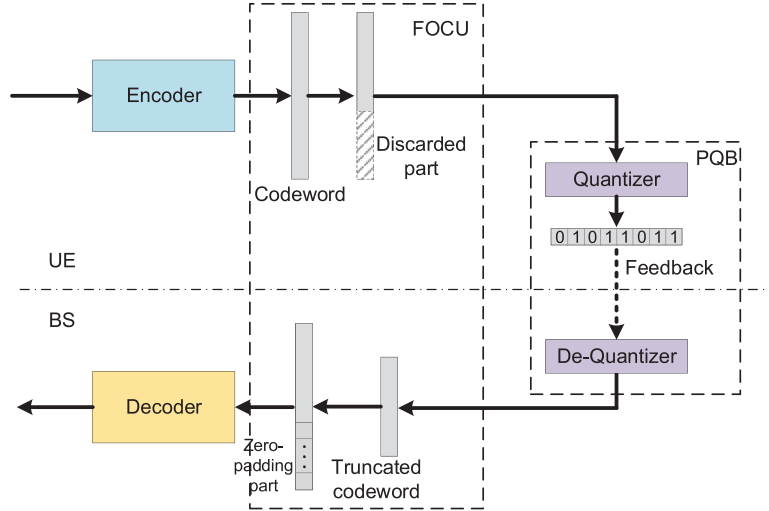 FOCU
Encoder
Discarded
part
Codeword
PQB
Quantizer
0 1 0 1 1 0 1 1
Feedback
UE
BS
De-Quantizer
Decoder
Zero-
padding
part
Truncated
codeword